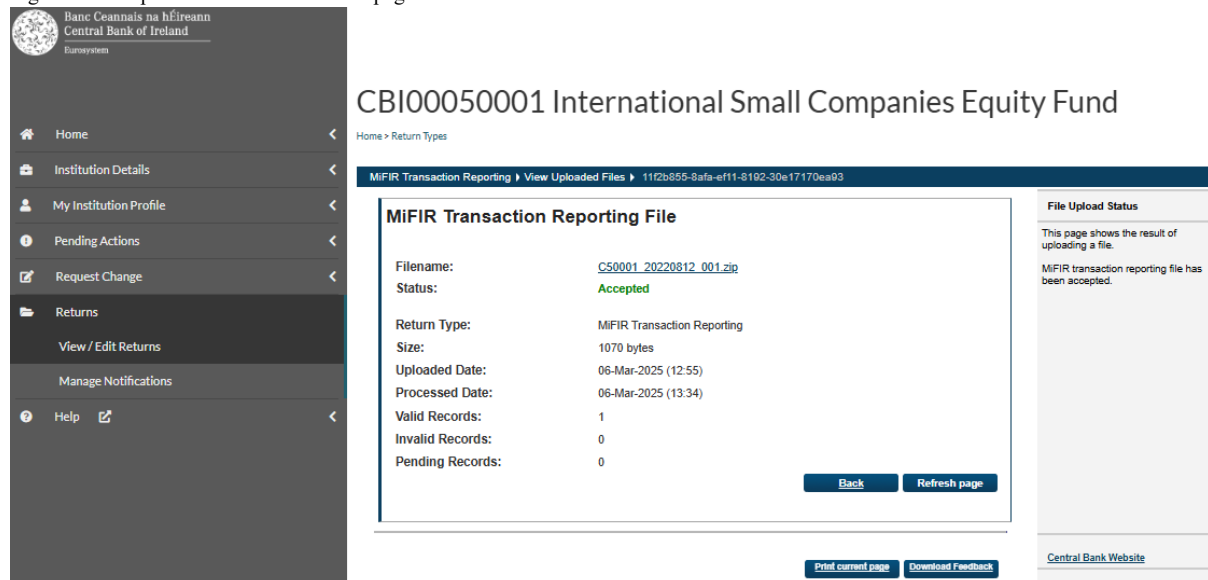 Banc Ceannais na hÉireann
Central Bank of Ireland
Eurosystem
CBI00050001 International Small Companies Equity Fund
Home > Return Types
Home
Institution Details
My Institution Profile
Pending Actions
Request Change
Returns
View / Edit Returns
Manage Notifications
Help
MiFIR Transaction Reporting View Uploaded Files 11f2b855-8afa-ef11-8192-30e17170ea93
MiFIR Transaction Reporting File
Filename: C50001_20220812_001.zip
Status: Accepted
Return Type: MiFIR Transaction Reporting
Size: 1070 bytes
Uploaded Date: 06-Mar-2025 (12:55)
Processed Date: 06-Mar-2025 (13:34)
Valid Records: 1
Invalid Records: 0
Pending Records: 0
Back Refresh page
Print current page Download Feedback
File Upload Status
This page shows the result of
uploading a file.
MiFIR transaction reporting file has
been accepted.
Central Bank Website